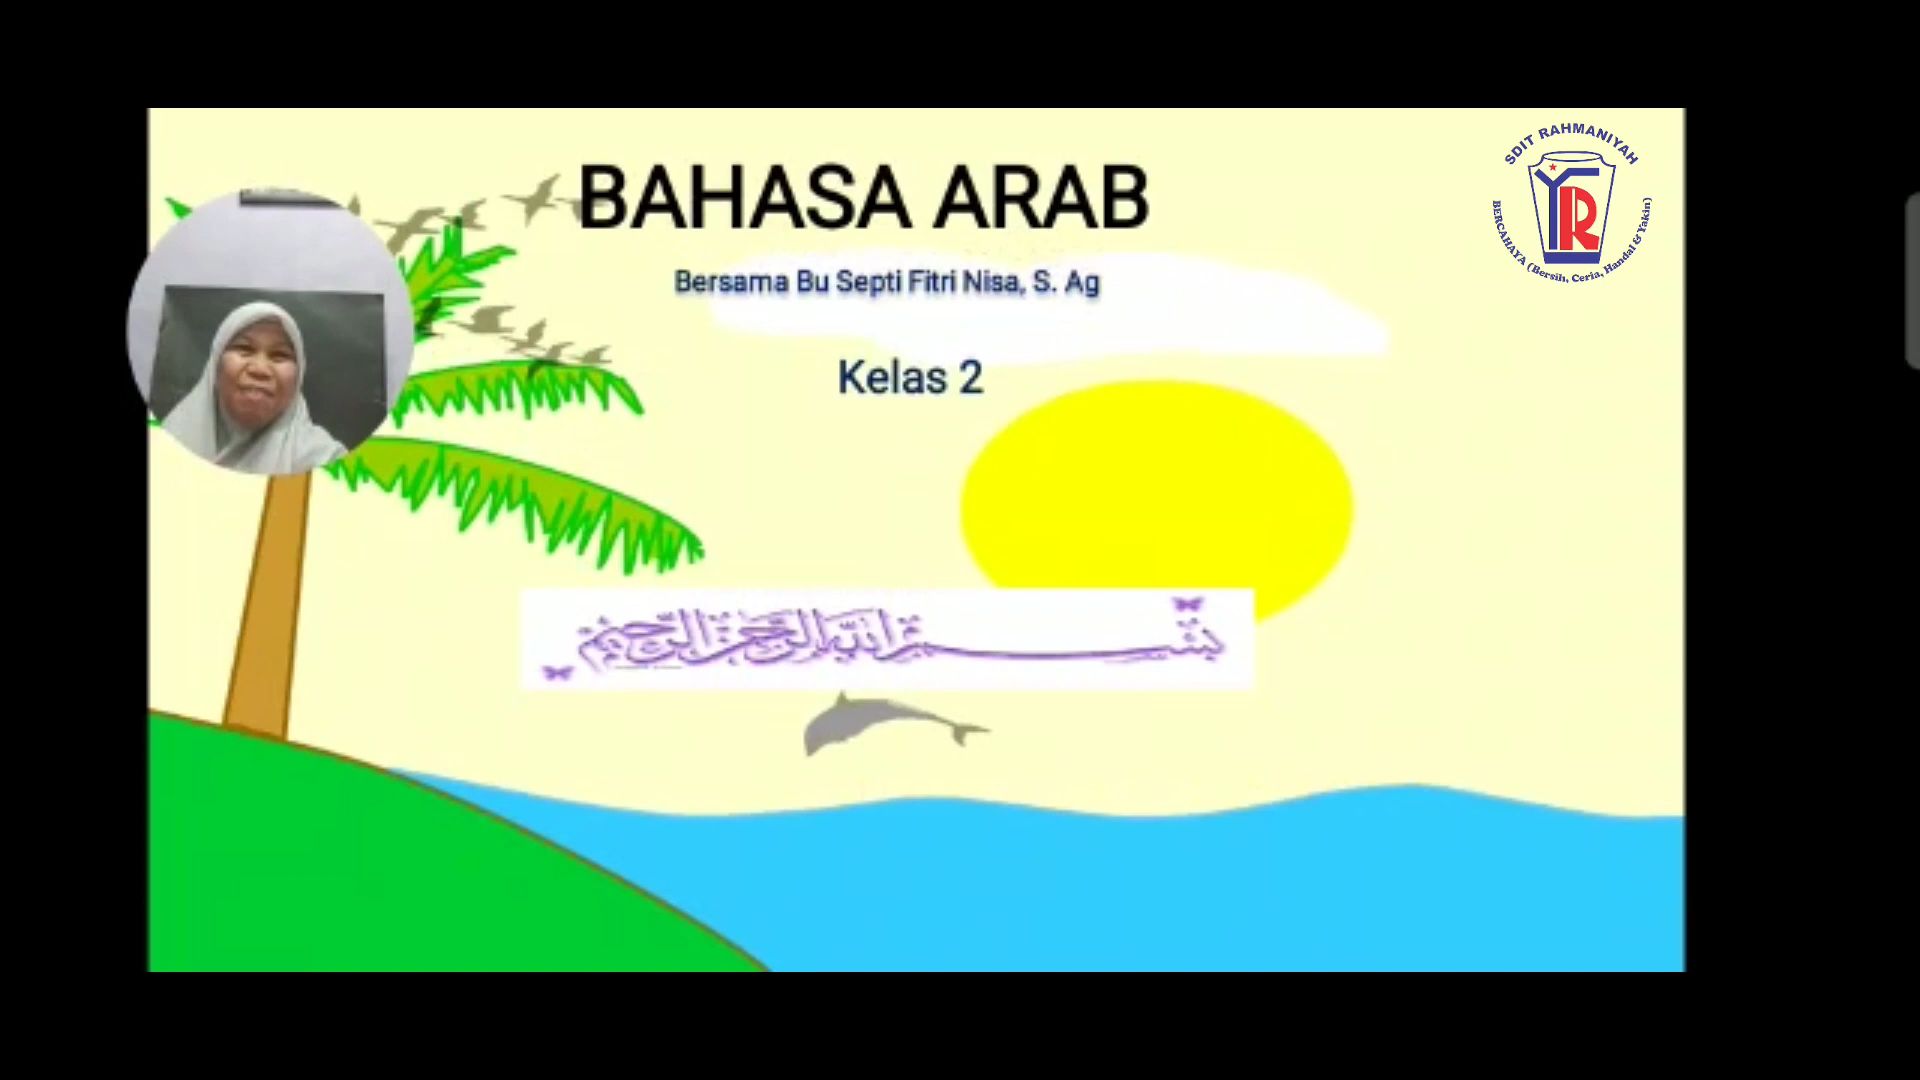 BAHASA ARAB
Bersama Bu Septi Fitri Nisa, S. Ag
Kelas 2
SDIT RAHMANIYAH
YR
BERCAHAYA (Bersih, Ceria, Handal & Yakin)
بسم الله الرحمن الرحيم